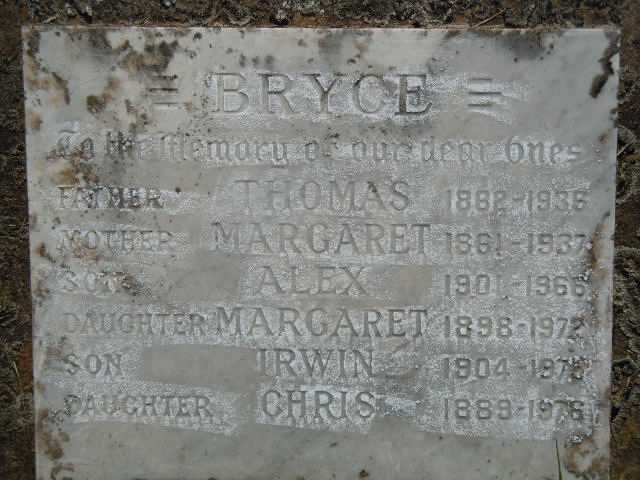 = BRYCE =
To the Memory of our dear Ones
FATHER THOMAS 1862-1936
MOTHER MARGARET 1861-1937
SON ALEX 1901-1966
DAUGHTER MARGARET 1898-1972
SON IRWIN 1904-1975
DAUGHTER CHRIS 1889-1976